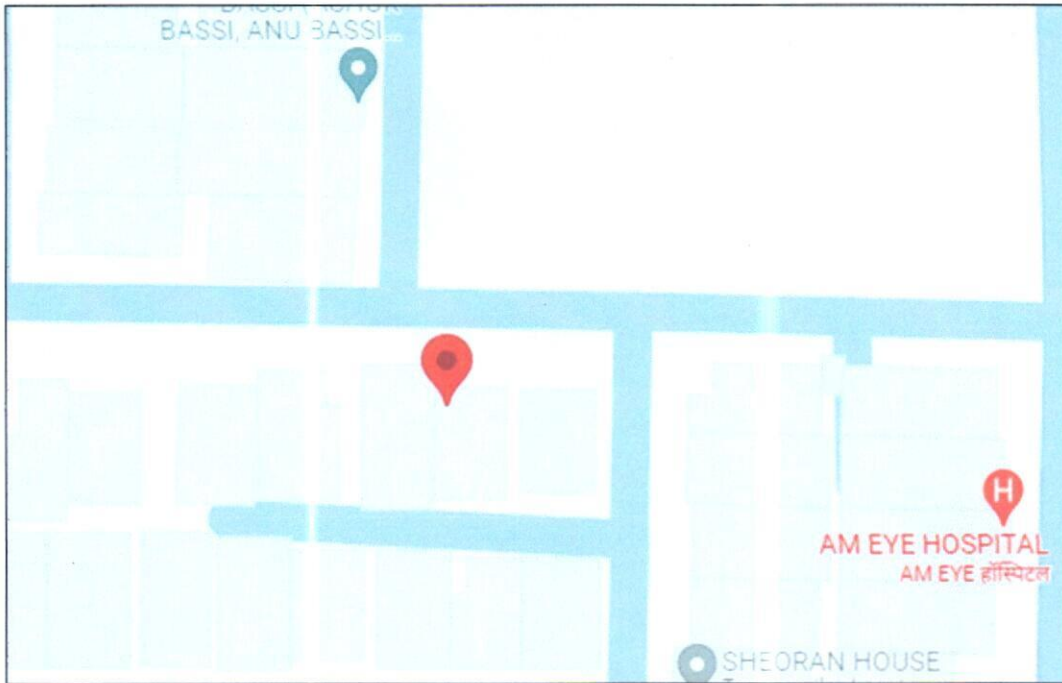 BASSI, ANU BASSI...
H
AM EYE HOSPITAL
AM EYE हॉस्पिटल
SHEORAN HOUSE